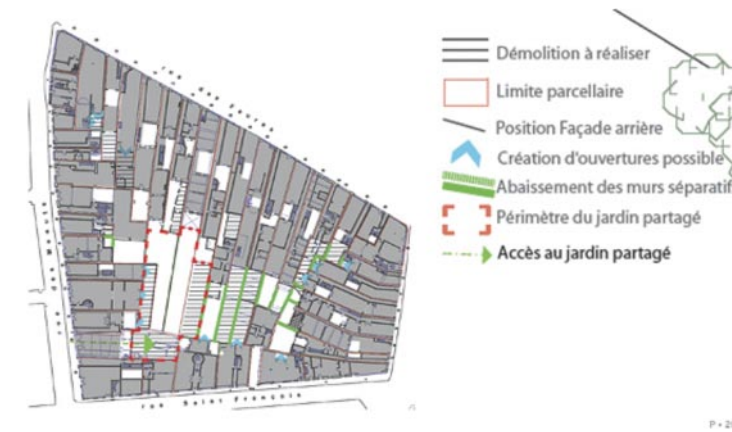 Démolition à réaliser
Limite parcellaire
Position Façade arrière
Création d'ouvertures possible
Abaissement des murs séparatif
Périmètre du jardin partagé
Accès au jardin partagé
rue Saint François